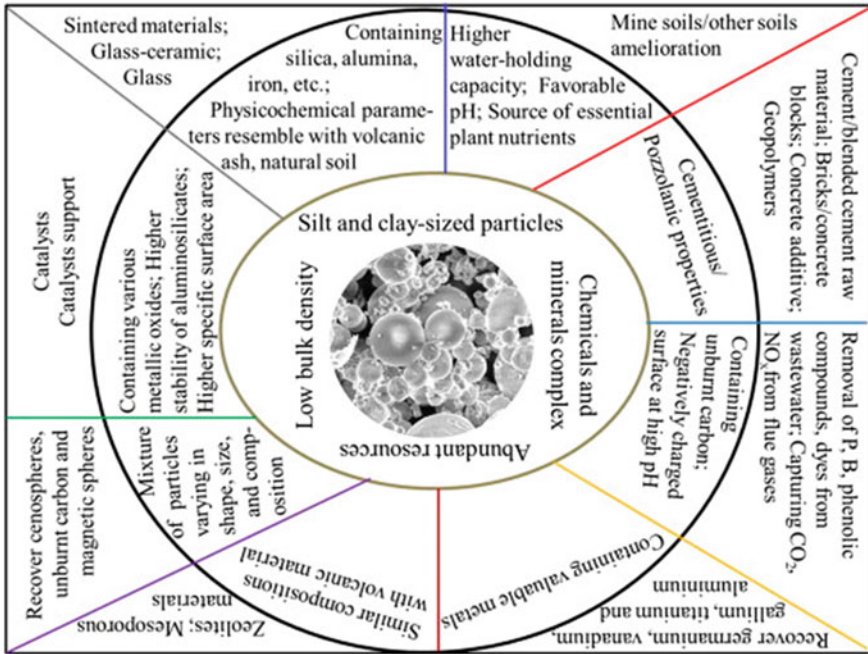 Sintered materials;
Glass-ceramic;
Glass
Containing
silica, alumina,
iron, etc.;
Physicochemical parame-
ters resemble with volcanic
ash, natural soil
Higher
water-holding
capacity; Favorable
pH; Source of essential
plant nutrients
Mine soils/other soils
amelioration
Cement/blended cement raw
material; Bricks/concrete
blocks; Concrete additive;
Geopolymers
Cementitious/
Pozzolanic properties
Catalysts
Catalysts support
Containing various
metallic oxides; Higher
stability of aluminosilicates;
Higher specific surface area
Silt and clay-sized particles
Low bulk density
Chemicals and
minerals complex
Abundant resources
Containing
unburnt carbon;
Negatively charged
surface at high pH
Removal of P, B, phenolic
compounds, dyes from
wastewater; Capturing CO₂,
NOₓ from flue gases
Recover cenospheres,
unburnt carbon and
magnetic spheres
Mixture
of particles
varying in
shape, size,
and comp-
osition
Zeolites; Mesoporous
materials
Similar compositions
with volcanic material
Containing valuable metals
Recover germanium, vanadium,
gallium, titanium and
aluminium